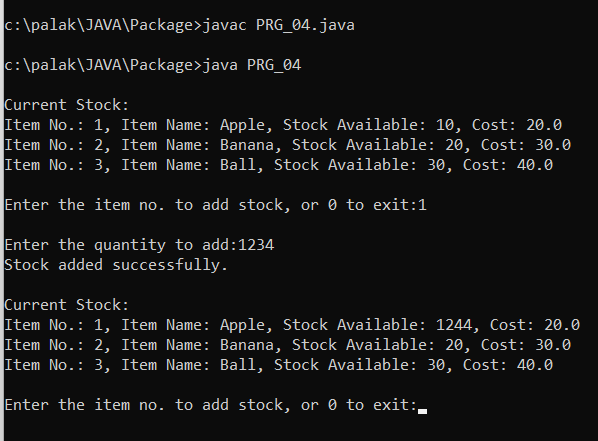 c:\palak\JAVA\Package>javac PRG_04.java
c:\palak\JAVA\Package>java PRG_04
Current Stock:
Item No.: 1, Item Name: Apple, Stock Available: 10, Cost: 20.0
Item No.: 2, Item Name: Banana, Stock Available: 20, Cost: 30.0
Item No.: 3, Item Name: Ball, Stock Available: 30, Cost: 40.0
Enter the item no. to add stock, or 0 to exit:1
Enter the quantity to add:1234
Stock added successfully.
Current Stock:
Item No.: 1, Item Name: Apple, Stock Available: 1244, Cost: 20.0
Item No.: 2, Item Name: Banana, Stock Available: 20, Cost: 30.0
Item No.: 3, Item Name: Ball, Stock Available: 30, Cost: 40.0
Enter the item no. to add stock, or 0 to exit: